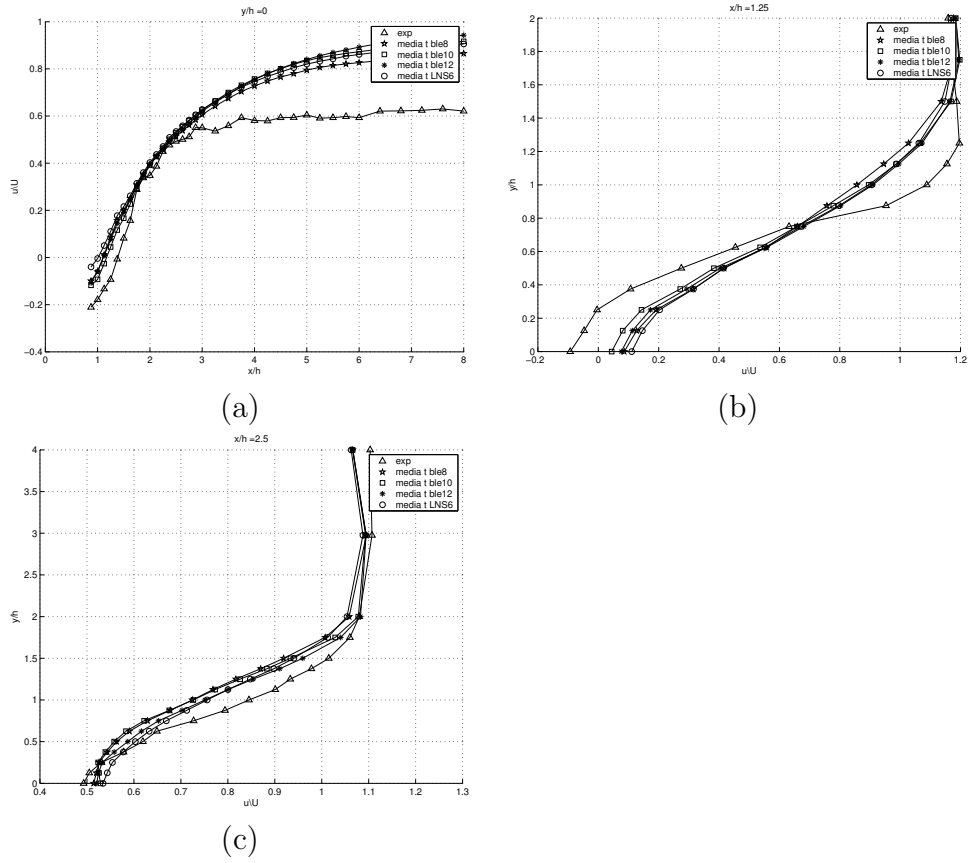 y/h =0
1
0.8
0.6
0.4
0.2
0
−0.2
−0.4
u\U
0 1 2 3 4 5 6 7 8
x/h
exp
media t ble8
media t ble10
media t ble12
media t LNS6
(a)
x/h =1.25
2
1.8
1.6
1.4
1.2
1
0.8
0.6
0.4
0.2
0
y/h
−0.2 0 0.2 0.4 0.6 0.8 1 1.2
u\U
exp
media t ble8
media t ble10
media t ble12
media t LNS6
(b)
x/h =2.5
4
3.5
3
2.5
2
1.5
1
0.5
0
y/h
0.4 0.5 0.6 0.7 0.8 0.9 1 1.1 1.2 1.3
u\U
exp
media t ble8
media t ble10
media t ble12
media t LNS6
(c)